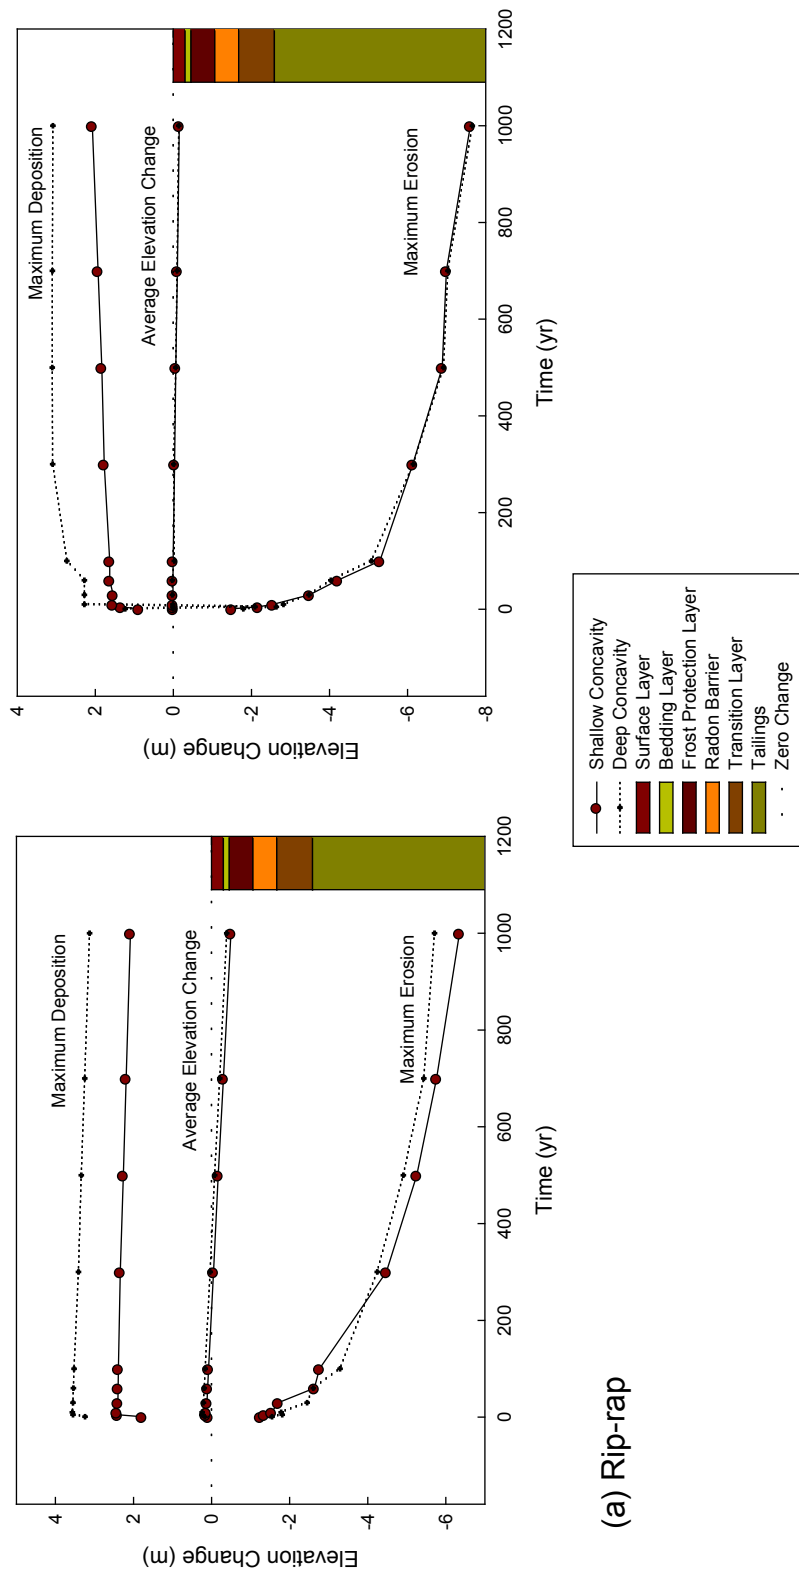 4
2
0
-2
-4
-6
Elevation Change (m)
0
200
400
600
800
1000
1200
Time (yr)
Maximum Deposition
Average Elevation Change
Maximum Erosion
4
2
0
-2
-4
-6
-8
Elevation Change (m)
0
200
400
600
800
1000
1200
Time (yr)
Maximum Deposition
Average Elevation Change
Maximum Erosion
(a) Rip-rap
Shallow Concavity
Deep Concavity
Surface Layer
Bedding Layer
Frost Protection Layer
Radon Barrier
Transition Layer
Tailings
Zero Change